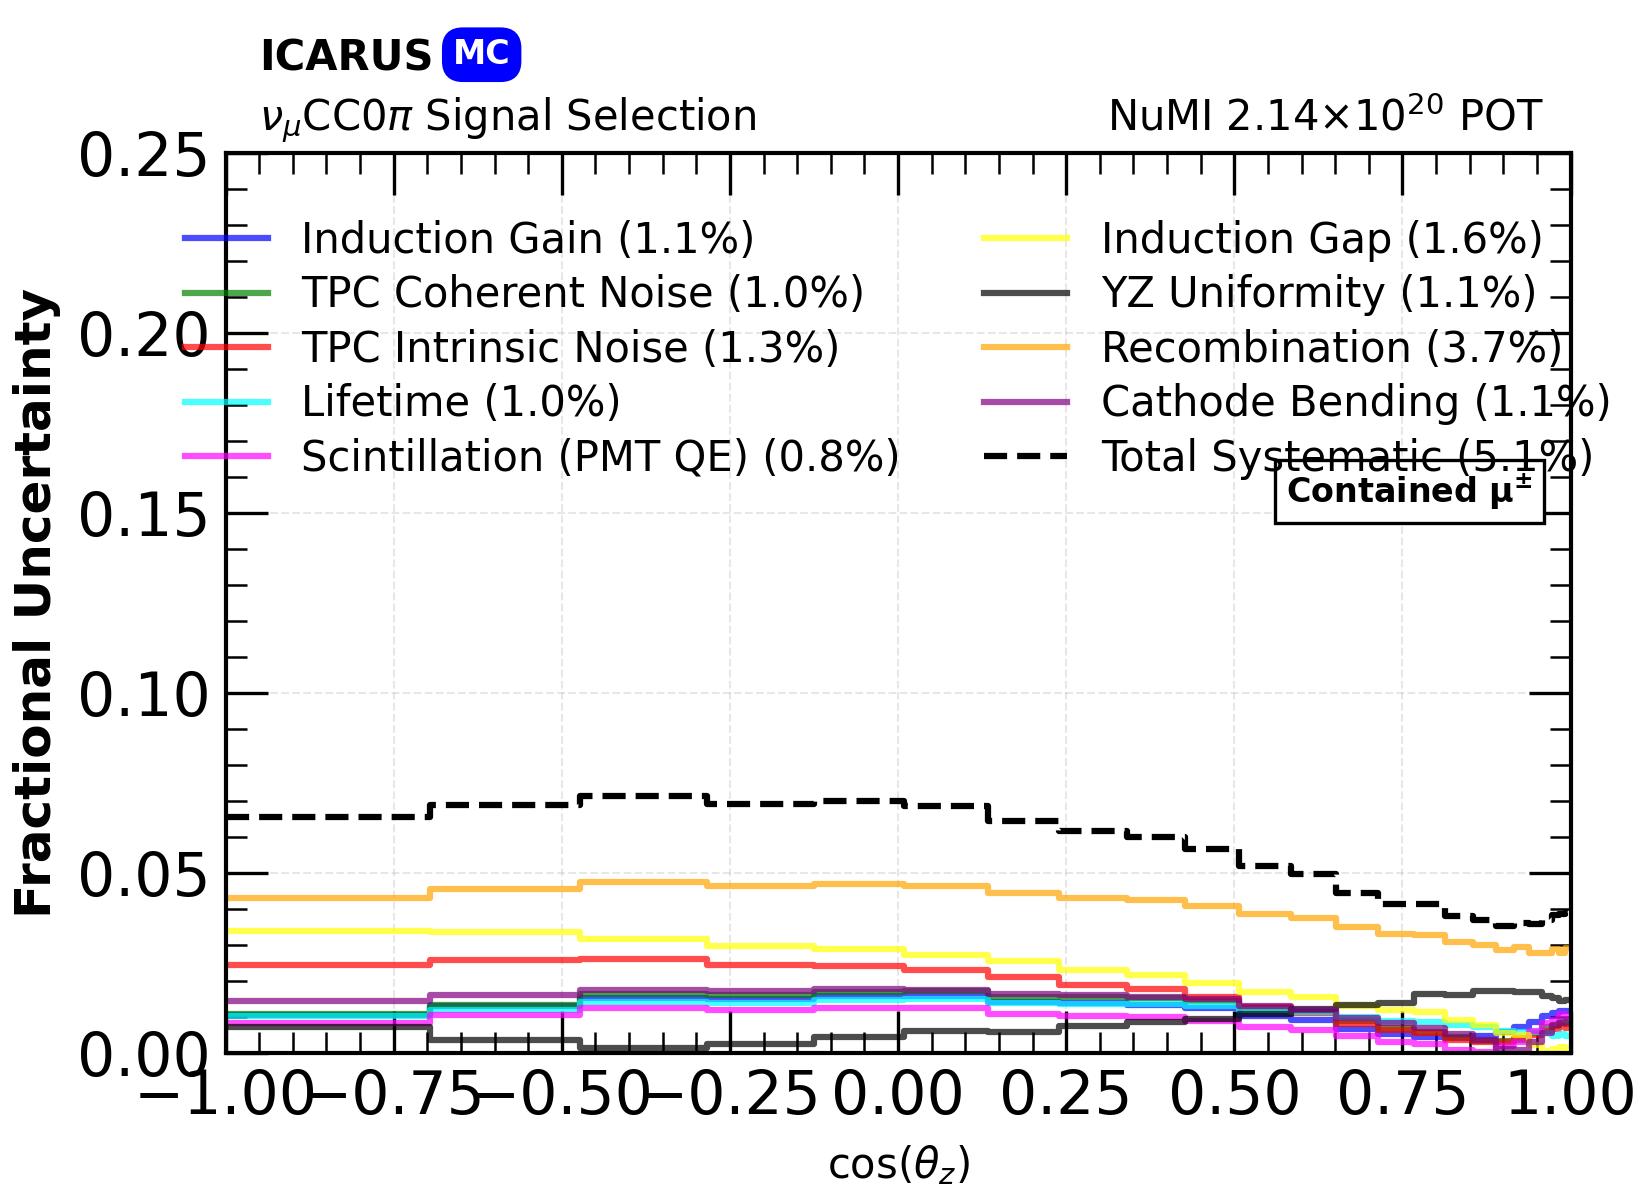 ICARUS MC
νμCC0π Signal Selection
NuMI 2.14×10²⁰ POT
Fractional Uncertainty
0.25
0.20
0.15
0.10
0.05
0.00
Induction Gain (1.1%)
TPC Coherent Noise (1.0%)
TPC Intrinsic Noise (1.3%)
Lifetime (1.0%)
Scintillation (PMT QE) (0.8%)
Induction Gap (1.6%)
YZ Uniformity (1.1%)
Recombination (3.7%)
Cathode Bending (1.1%)
Total Systematic (5.1%)
Contained μ±
−1.00 −0.75 −0.50 −0.25 0.00 0.25 0.50 0.75 1.00
cos(θz)